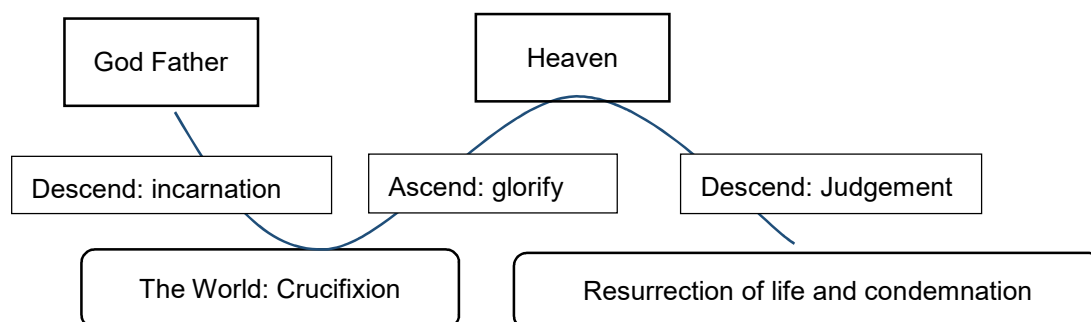 God Father
Heaven
Descend: incarnation
Ascend: glorify
Descend: Judgement
The World: Crucifixion
Resurrection of life and condemnation